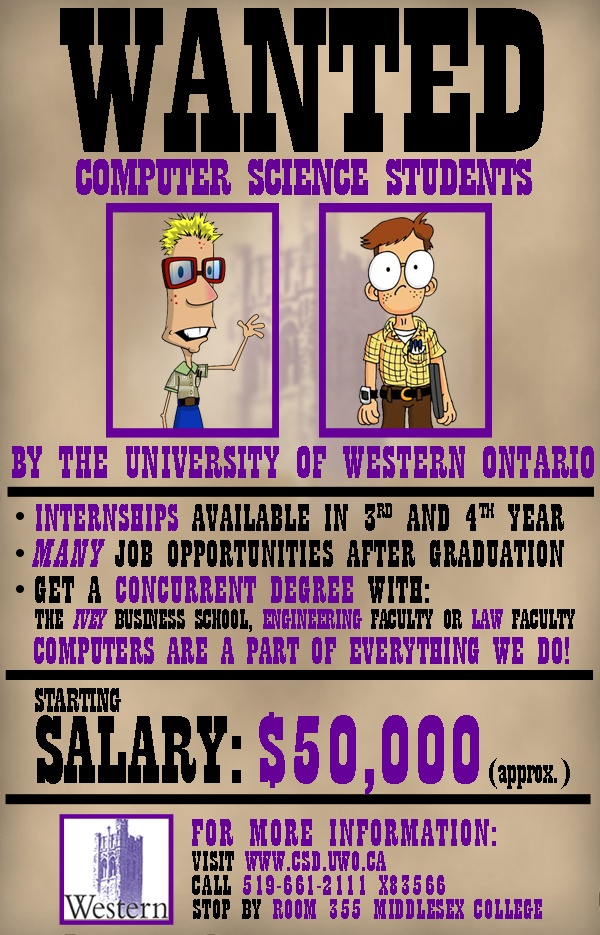 WANTED
COMPUTER SCIENCE STUDENTS
BY THE UNIVERSITY OF WESTERN ONTARIO
• INTERNSHIPS AVAILABLE IN 3RD AND 4TH YEAR
• MANY JOB OPPORTUNITIES AFTER GRADUATION
• GET A CONCURRENT DEGREE WITH:
THE IVEY BUSINESS SCHOOL, ENGINEERING FACULTY OR LAW FACULTY
COMPUTERS ARE A PART OF EVERYTHING WE DO!
STARTING
SALARY: $50,000 (approx.)
FOR MORE INFORMATION:
VISIT WWW.CSD.UWO.CA
CALL 519-661-2111 X83566
STOP BY ROOM 355 MIDDLESEX COLLEGE
Western